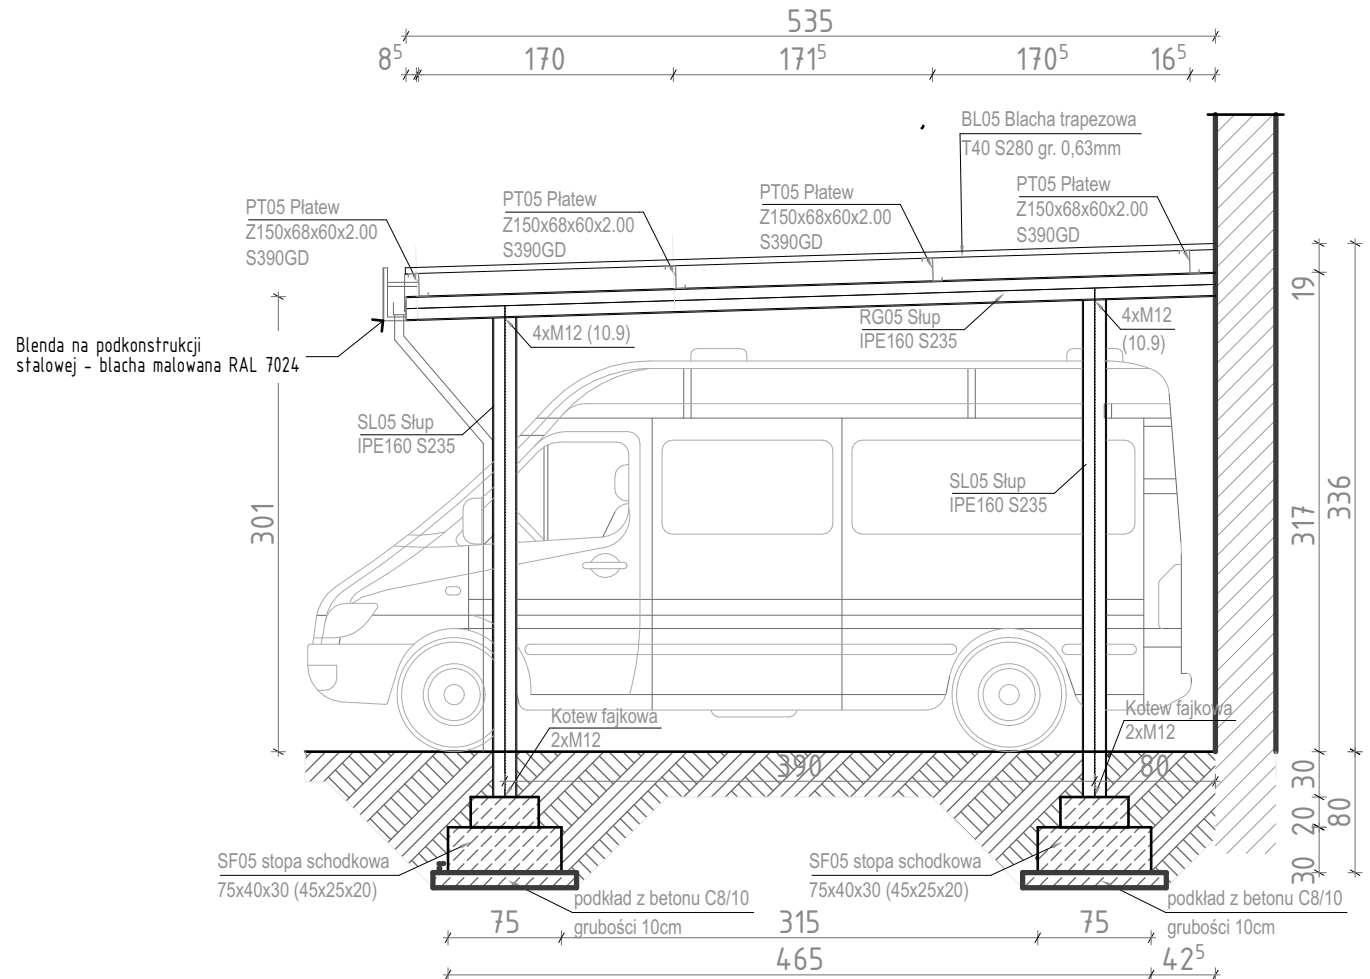 535
8⁵ 170 171⁵ 170⁵ 16⁵
BL05 Blacha trapezowa
T40 S280 gr. 0,63mm
PT05 Płatew
Z150x68x60x2.00
S390GD
PT05 Płatew
Z150x68x60x2.00
S390GD
PT05 Płatew
Z150x68x60x2.00
S390GD
PT05 Płatew
Z150x68x60x2.00
S390GD
19
4xM12 (10.9)
RG05 Słup
IPE160 S235
4xM12
(10.9)
Blenda na podkonstrukcji
stalowej - blacha malowana RAL 7024
SL05 Słup
IPE160 S235
SL05 Słup
IPE160 S235
301
317
336
Kotew fajkowa
2xM12
Kotew fajkowa
2xM12
390 80
30
20
30
80
SF05 stopa schodkowa
75x40x30 (45x25x20)
SF05 stopa schodkowa
75x40x30 (45x25x20)
podkład z betonu C8/10
grubości 10cm
podkład z betonu C8/10
grubości 10cm
75 315 75
465 42⁵